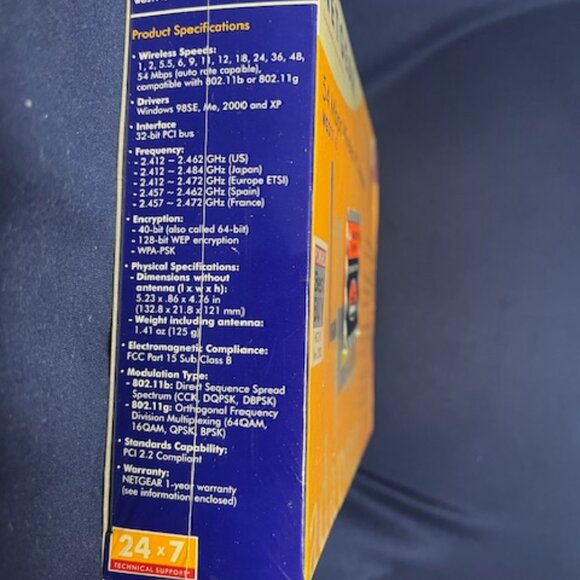 Product Specifications
• Wireless Speeds:
1, 2, 5.5, 6, 9, 11, 12, 18, 24, 36, 48,
54 Mbps (auto rate capable),
compatible with 802.11b or 802.11g
• Drivers
Windows 98SE, Me, 2000 and XP
• Interface
32-bit PCI bus
• Frequency:
- 2.412 ~ 2.462 GHz (US)
- 2.412 ~ 2.484 GHz (Japan)
- 2.412 ~ 2.472 GHz (Europe ETSI)
- 2.457 ~ 2.462 GHz (Spain)
- 2.457 ~ 2.472 GHz (France)
• Encryption:
- 40-bit (also called 64-biit)
- 128-bit WEP encryption
- WPA-PSK
• Physical Specifications:
- Dimensions without
antenna (l x w x h):
5.23 x .86 x 4.76 in
(132.8 x 21.8 x 121 mm)
- Weight including antenna:
1.41 oz (125 g)
• Electromagnetic Compliance:
FCC Part 15 Sub Class B
• Modulation Type:
- 802.11b: Direct Sequence Spread
Spectrum (CCK, DQPSK, DBPSK)
- 802.11g: Orthogonal Frequency
Division Multiplexing (64QAM,
16QAM, QPSK, BPSK)
• Standards Capability:
PCI 2.2 Compliant
• Warranty:
NETGEAR 1-year warranty
(see information enclosed)
24 x 7
TECHNICAL SUPPORT*
54 Mbps